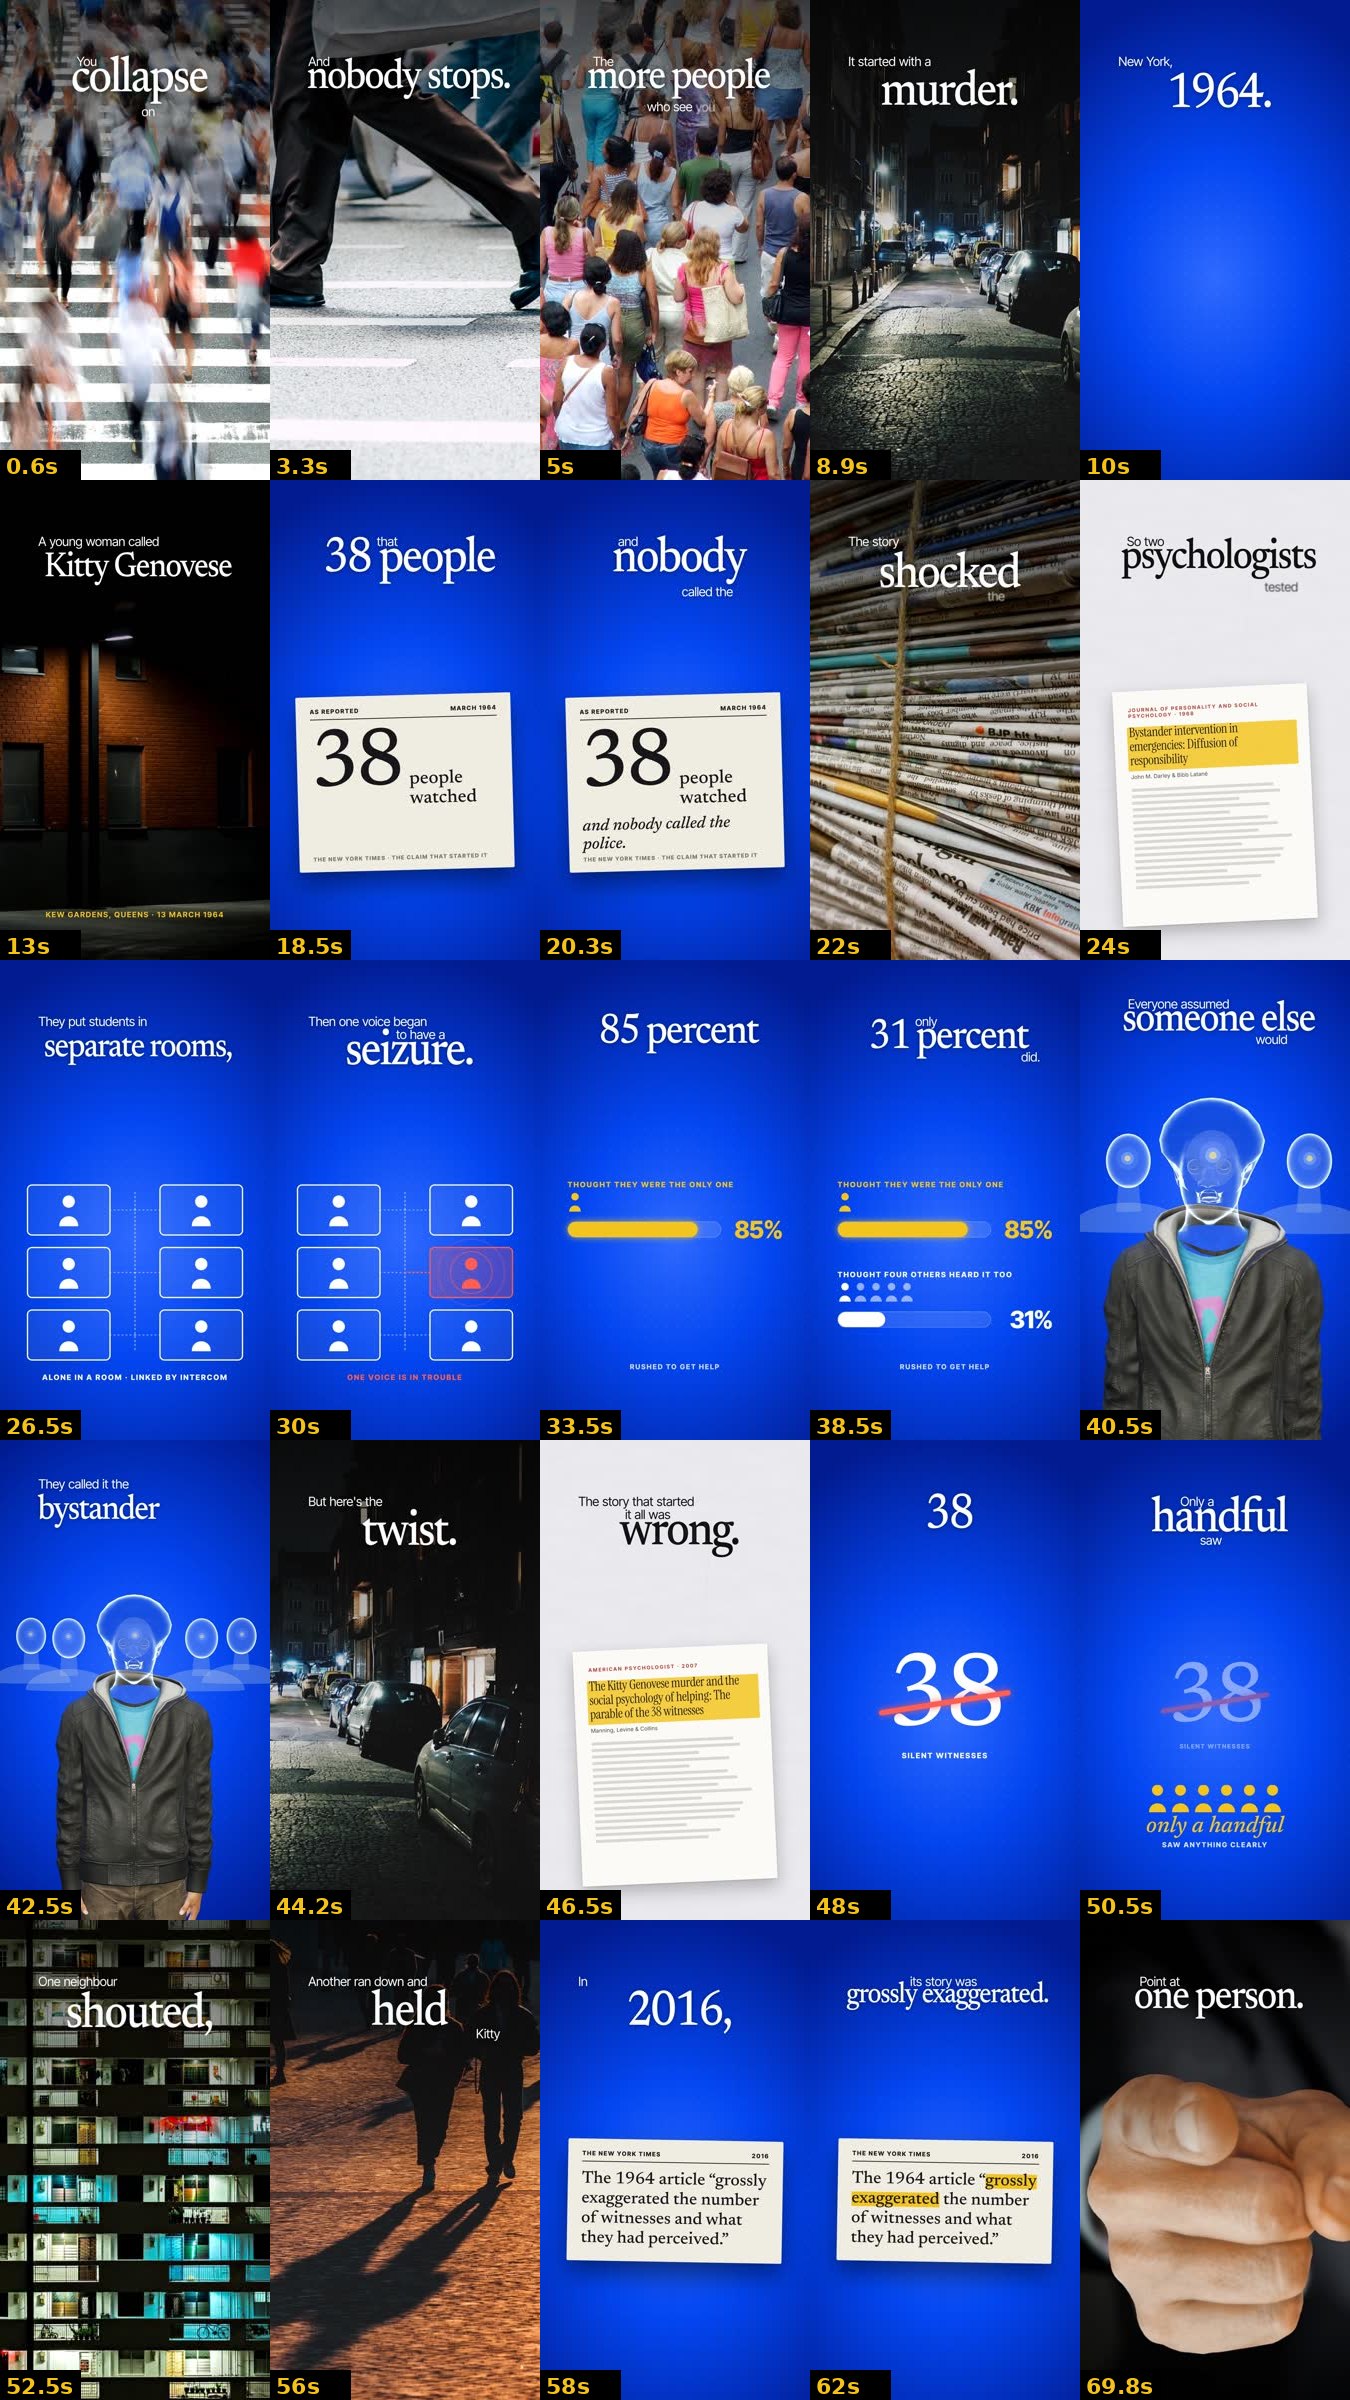 You
collapse
on
0.6s
And
nobody stops.
3.3s
The
more people
who see you
5s
It started with a
murder.
8.9s
New York,
1964.
10s
A young woman called
Kitty Genovese
KEW GARDENS, QUEENS · 13 MARCH 1964
13s
that
38 people
AS REPORTED MARCH 1964
38 people
watched
THE NEW YORK TIMES · THE CLAIM THAT STARTED IT
18.5s
and
nobody
called the
AS REPORTED MARCH 1964
38 people
watched
and nobody called the
police.
THE NEW YORK TIMES · THE CLAIM THAT STARTED IT
20.3s
The story
shocked
the
BJP hit back
KBK Infograp
22s
So two
psychologists
tested
JOURNAL OF PERSONALITY AND SOCIAL
PSYCHOLOGY · 1968
Bystander intervention in
emergencies: Diffusion of
responsibility
John M. Darley & Bibb Latané
24s
They put students in
separate rooms,
ALONE IN A ROOM · LINKED BY INTERCOM
26.5s
Then one voice began
to have a
seizure.
ONE VOICE IS IN TROUBLE
30s
85 percent
THOUGHT THEY WERE THE ONLY ONE
85%
RUSHED TO GET HELP
33.5s
only
31 percent
did.
THOUGHT THEY WERE THE ONLY ONE
85%
THOUGHT FOUR OTHERS HEARD IT TOO
31%
RUSHED TO GET HELP
38.5s
Everyone assumed
someone else
would
40.5s
They called it the
bystander
42.5s
But here's the
twist.
44.2s
The story that started
it all was
wrong.
AMERICAN PSYCHOLOGIST · 2007
The Kitty Genovese murder and the
social psychology of helping: The
parable of the 38 witnesses
Manning, Levine & Collins
46.5s
38
38
SILENT WITNESSES
48s
Only a
handful
saw
38
SILENT WITNESSES
only a handful
SAW ANYTHING CLEARLY
50.5s
One neighbour
shouted,
52.5s
Another ran down and
held
Kitty
56s
In
2016,
THE NEW YORK TIMES 2016
The 1964 article “grossly
exaggerated the number
of witnesses and what
they had perceived.”
58s
its story was
grossly exaggerated.
THE NEW YORK TIMES 2016
The 1964 article “grossly
exaggerated the number
of witnesses and what
they had perceived.”
62s
Point at
one person.
69.8s